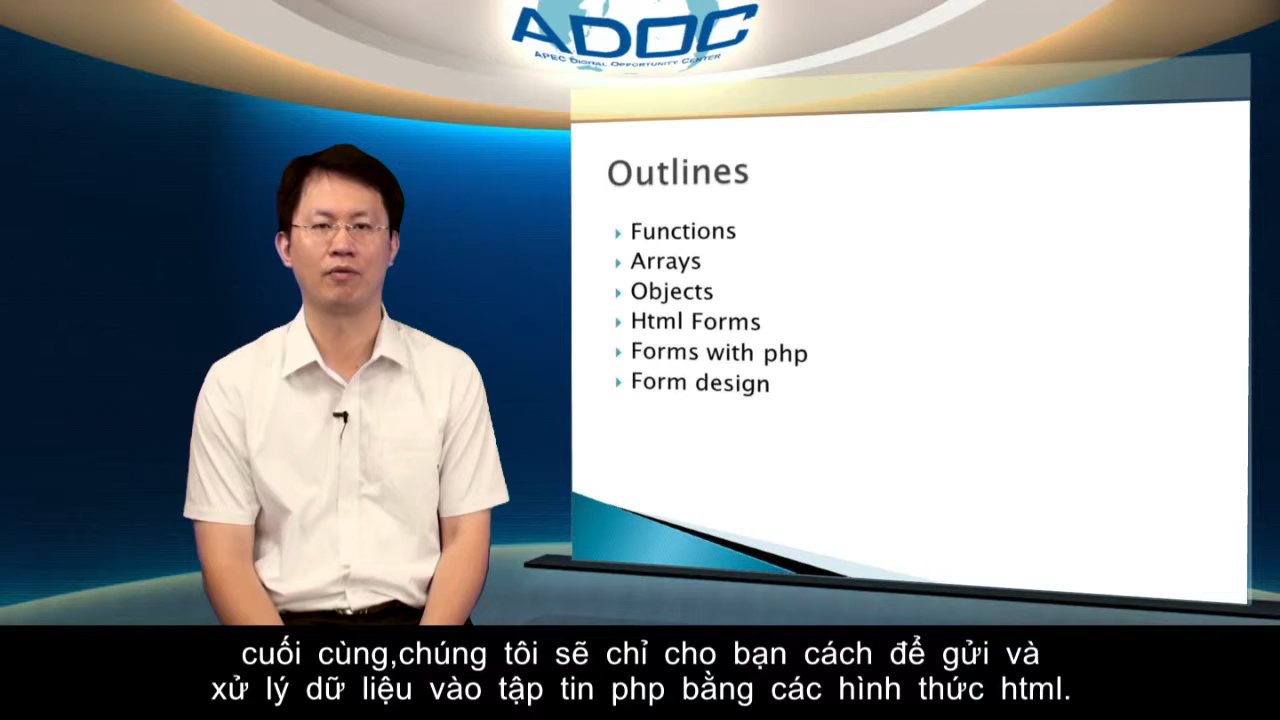 ADOC
APEC DIGITAL OPPORTUNITY CENTER
Outlines
Functions
Arrays
Objects
Html Forms
Forms with php
Form design
cuối cùng,chúng tôi sẽ chỉ cho bạn cách để gửi và
xử lý dữ liệu vào tập tin php bằng các hình thức html.